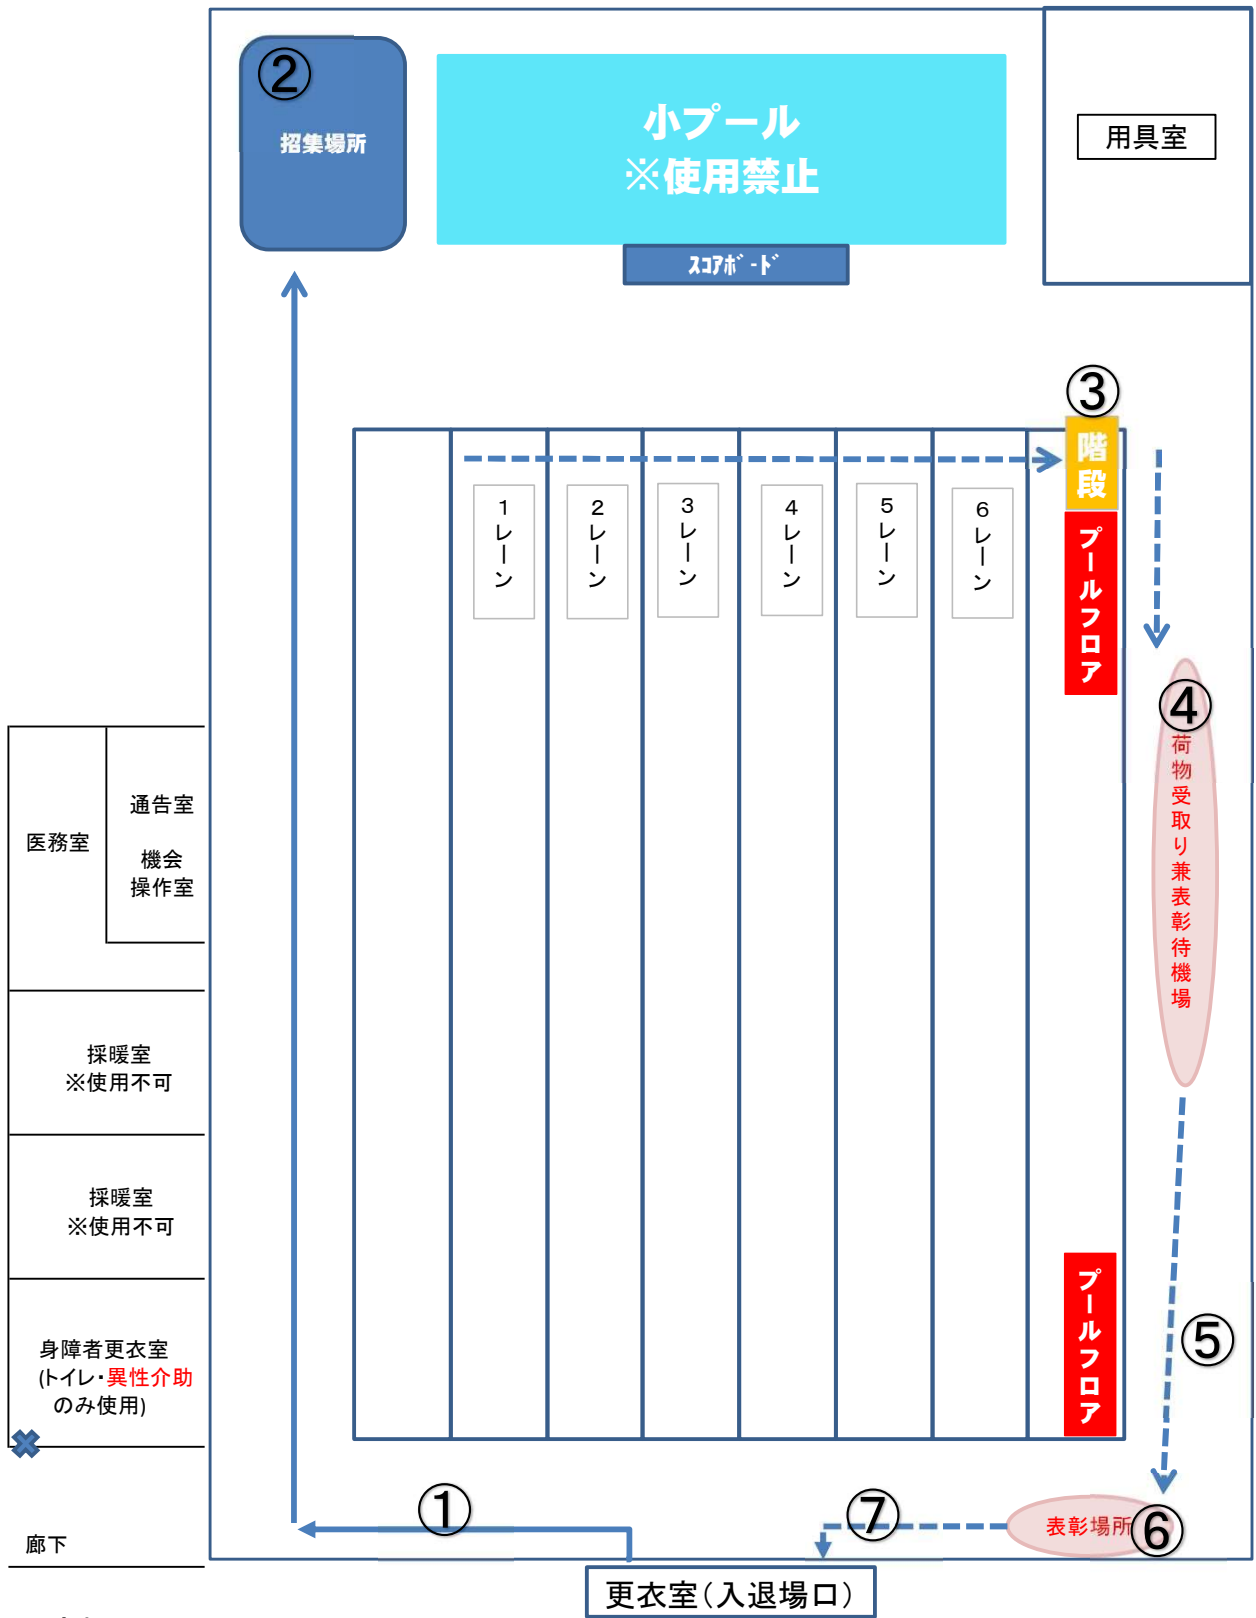 ②
招集場所
小プール
※使用禁止
用具室
ｽｺｱﾎﾞｰﾄﾞ
③
階段
1レーン
2レーン
3レーン
4レーン
5レーン
6レーン
プールフロア
④
荷物受取り兼表彰待機場
医務室
通告室
機会
操作室
採暖室
※使用不可
採暖室
※使用不可
身障者更衣室
(トイレ・異性介助
のみ使用)
プールフロア
⑤
①
⑦
表彰場所
⑥
廊下
更衣室(入退場口)